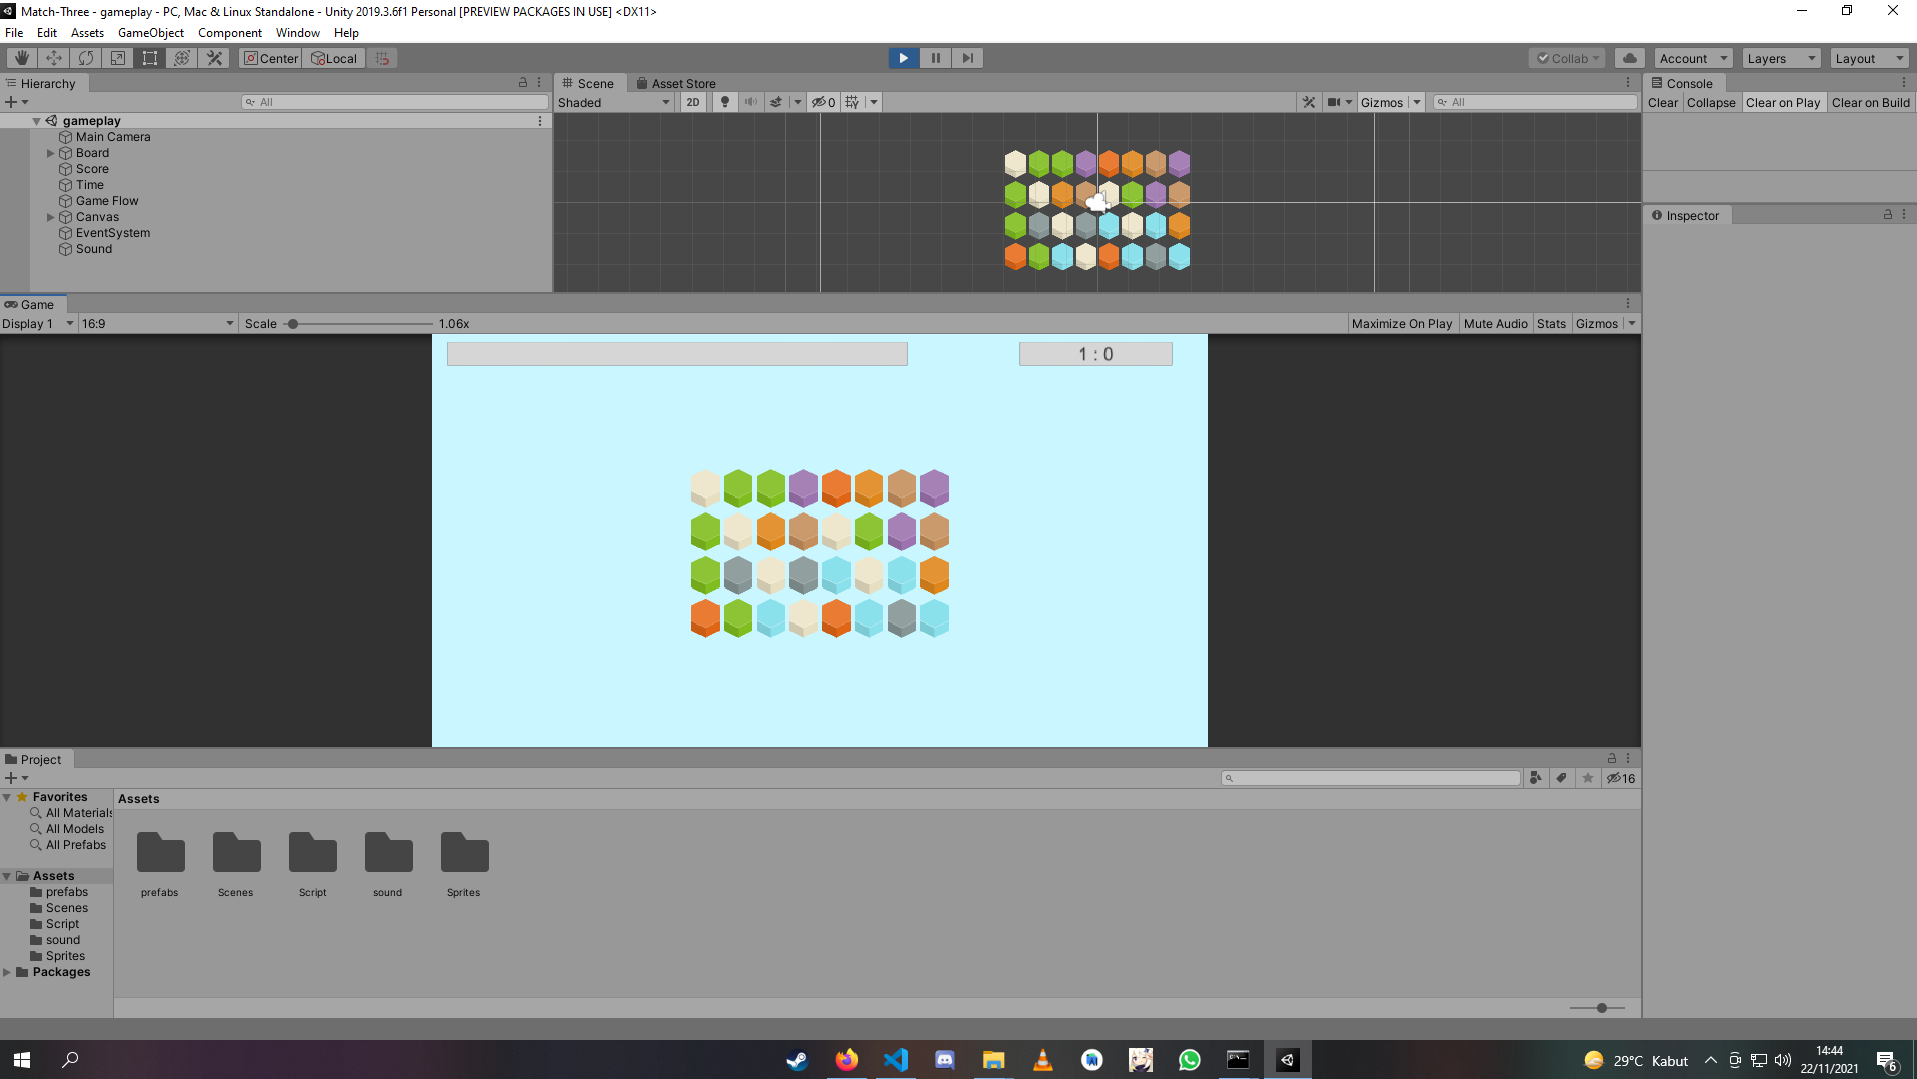 Match-Three - gameplay - PC, Mac & Linux Standalone - Unity 2019.3.6f1 Personal [PREVIEW PACKAGES IN USE] <DX11>
File Edit Assets GameObject Component Window Help
Center Local Collab Account Layers Layout
Hierarchy
All
gameplay
Main Camera
Board
Score
Time
Game Flow
Canvas
EventSystem
Sound
Scene Asset Store
Shaded 2D 0 Gizmos All
Console
Clear Collapse Clear on Play Clear on Build
Inspector
Game
Display 1 16:9 Scale 1.06x Maximize On Play Mute Audio Stats Gizmos
1 : 0
Project
16
Favorites
All Materials
All Models
All Prefabs
Assets
prefabs
Scenes
Script
sound
Sprites
Packages
Assets
prefabs Scenes Script sound Sprites
29°C Kabut
14:44
22/11/2021
6